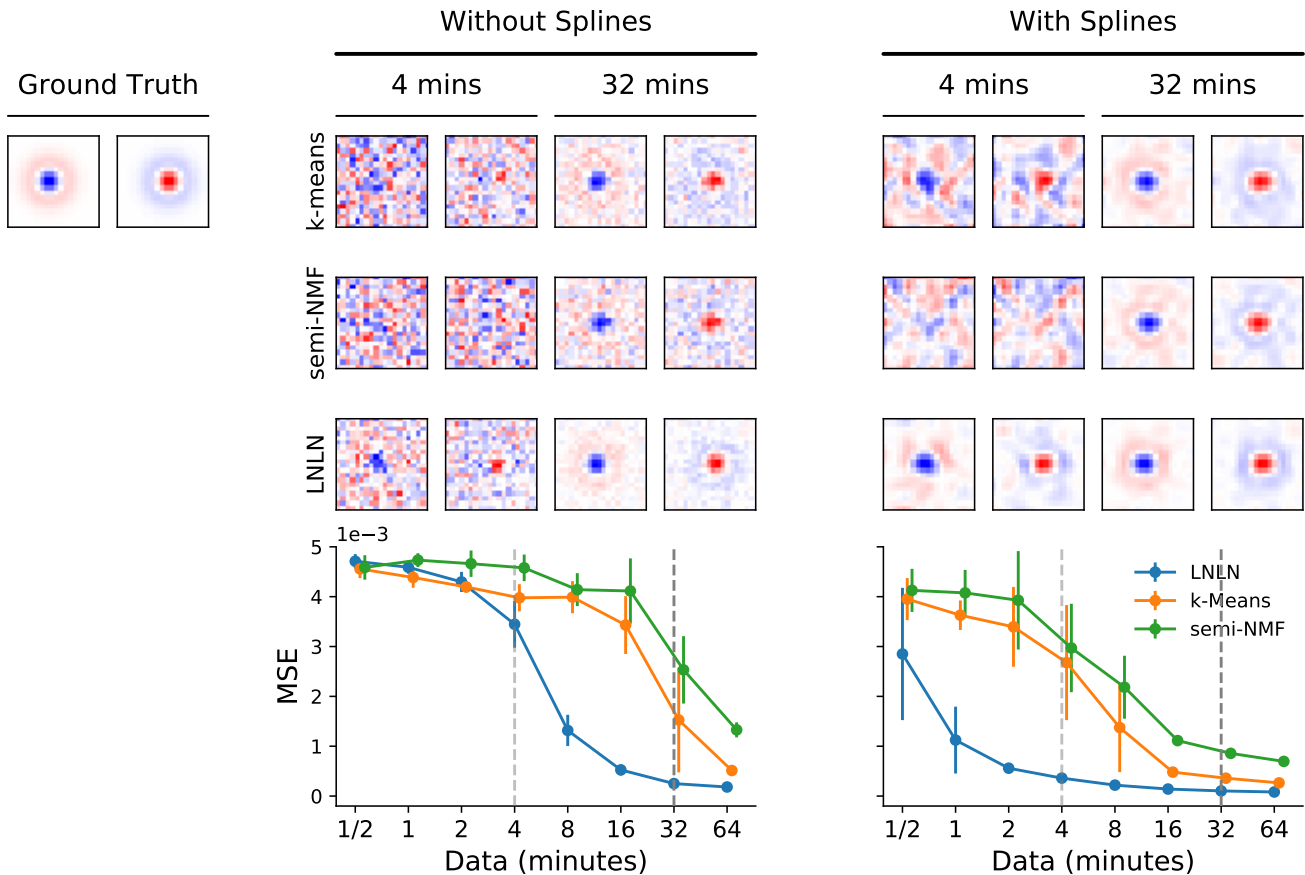 Without Splines
With Splines
Ground Truth
4 mins
32 mins
4 mins
32 mins
k-means
semi-NMF
LNLN
1e−3
5
4
3
2
1
0
MSE
1/2
1
2
4
8
16
32
64
Data (minutes)
LNLN
k-Means
semi-NMF
1/2
1
2
4
8
16
32
64
Data (minutes)